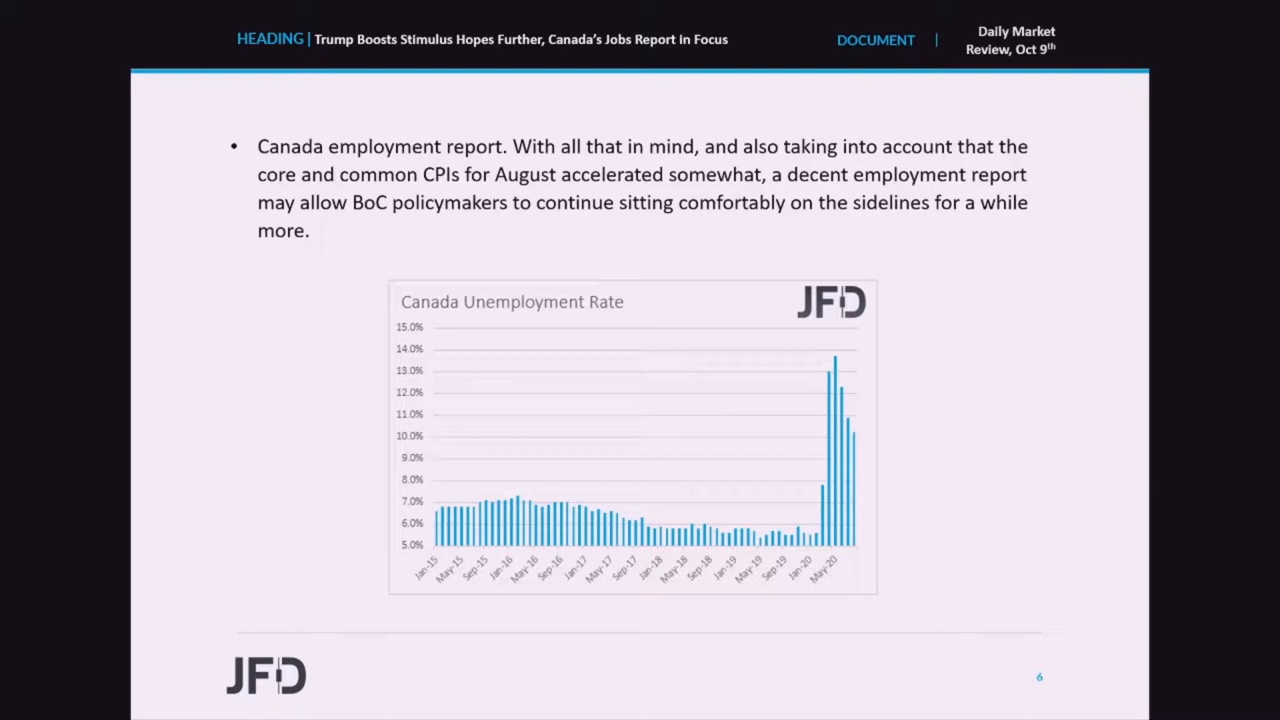 HEADING | Trump Boosts Stimulus Hopes Further, Canada's Jobs Report in Focus
DOCUMENT |
Daily Market
Review, Oct 9th
• Canada employment report. With all that in mind, and also taking into account that the
core and common CPIs for August accelerated somewhat, a decent employment report
may allow BoC policymakers to continue sitting comfortably on the sidelines for a while
more.
Canada Unemployment Rate
JFD
15.0%
14.0%
13.0%
12.0%
11.0%
10.0%
9.0%
8.0%
7.0%
6.0%
5.0%
Jan-15
May-15
Sep-15
Jan-16
May-16
Sep-16
Jan-17
May-17
Sep-17
Jan-18
May-18
Sep-18
Jan-19
May-19
Sep-19
Jan-20
May-20
JFD
6